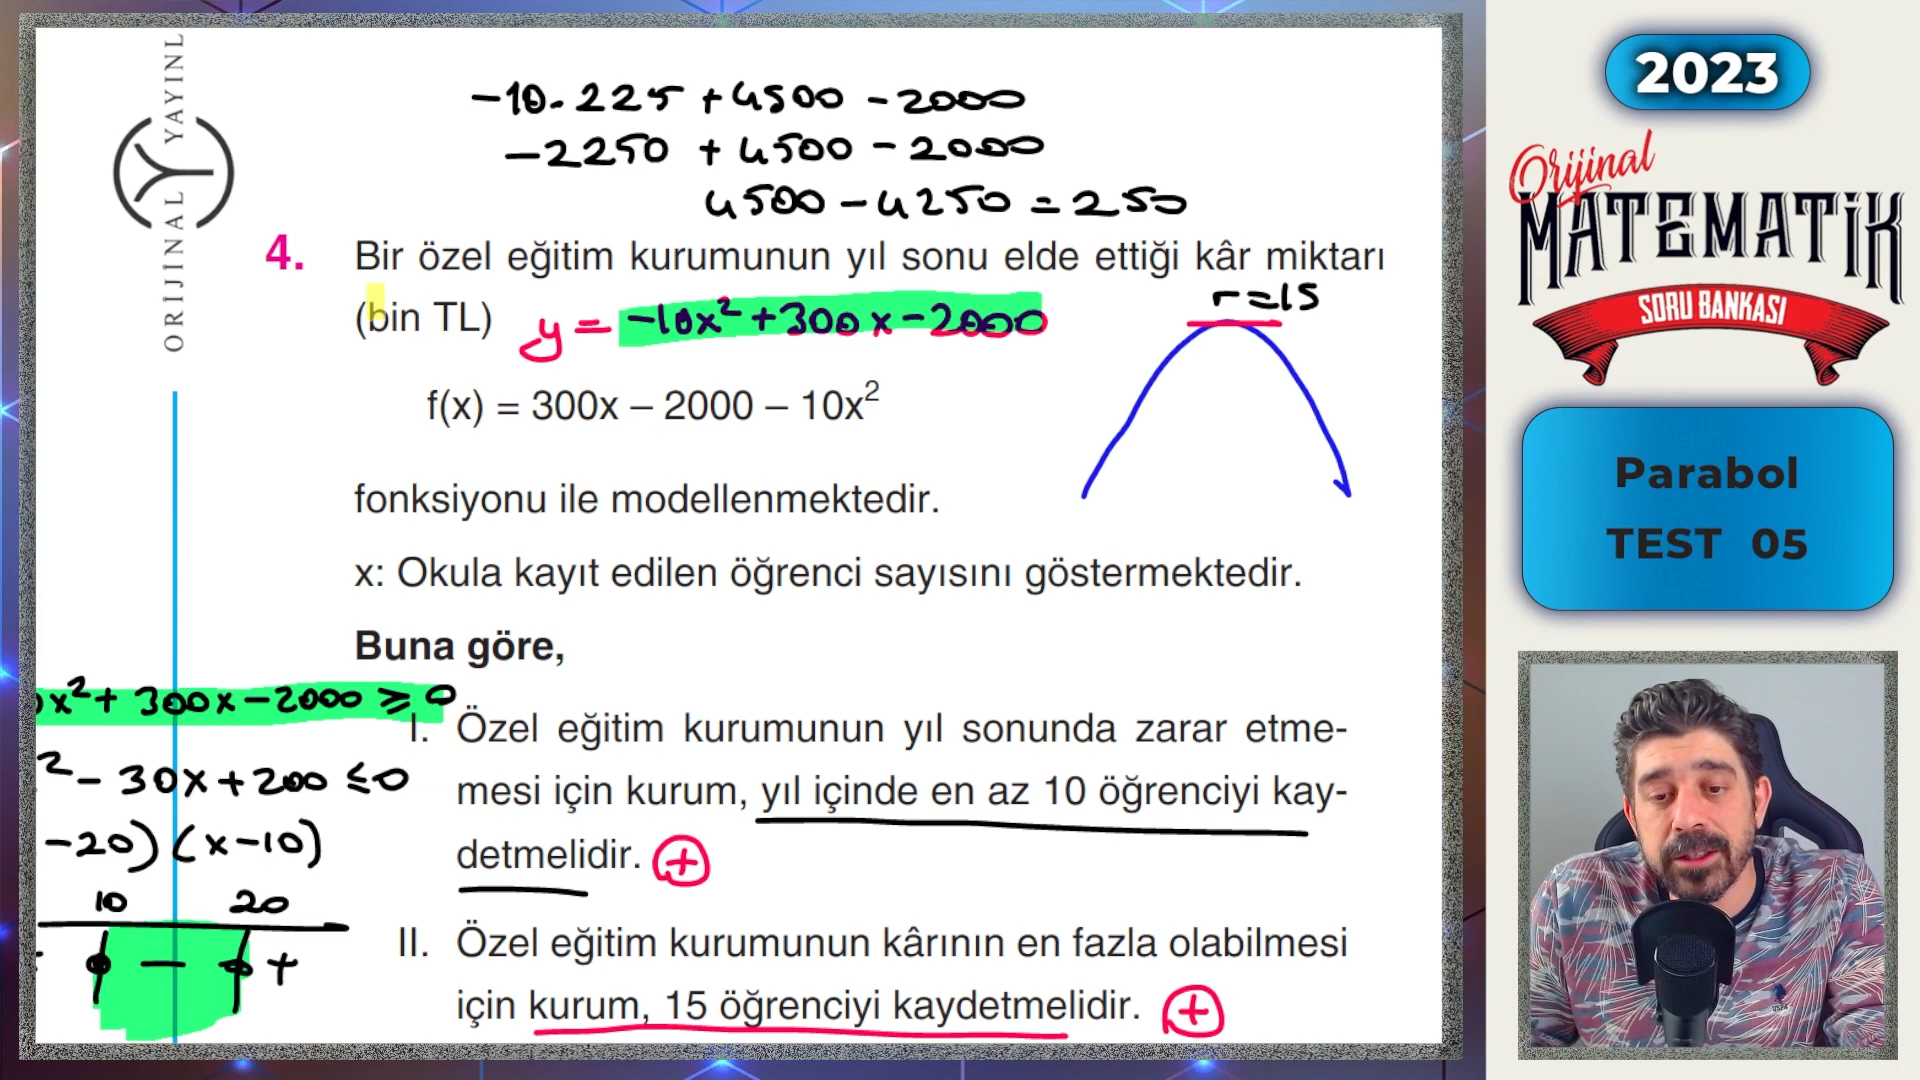 ORİJİNAL YAYINL
-10.225 +4500 -2000
-2250 + 4500 - 2000
4500 - 4250 = 250
4. Bir özel eğitim kurumunun yıl sonu elde ettiği kâr miktarı
(bin TL) y = -10x² +300x-2000
r=15
f(x) = 300x – 2000 – 10x²
fonksiyonu ile modellenmektedir.
x: Okula kayıt edilen öğrenci sayısını göstermektedir.
Buna göre,
x²+ 300x-2000 ≥ 0
I. Özel eğitim kurumunun yıl sonunda zarar etme-
mesi için kurum, yıl içinde en az 10 öğrenciyi kay-
detmelidir. +
² - 30x+200 ≤0
-20) (x-10)
10 20
- +
II. Özel eğitim kurumunun kârının en fazla olabilmesi
için kurum, 15 öğrenciyi kaydetmelidir. +
2023
Orijinal
MATEMATİK
SORU BANKASI
Parabol
TEST 05